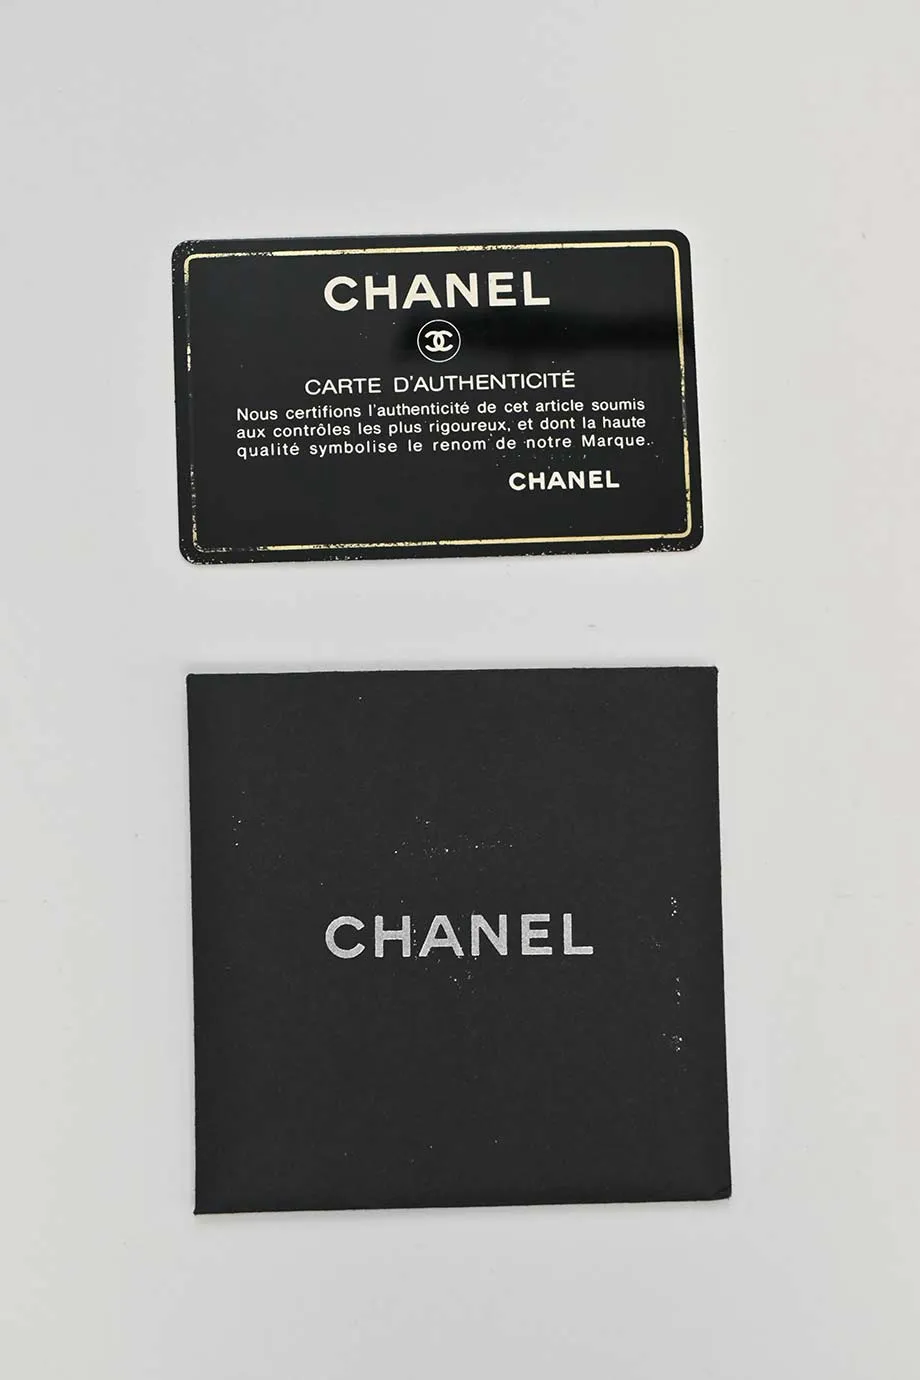 CHANEL
CARTE D'AUTHENTICITÉ
Nous certifions l'authenticité de cet article soumis
aux contrôles les plus rigoureux, et dont la haute
qualité symbolise le renom de notre Marque.
CHANEL
CHANEL